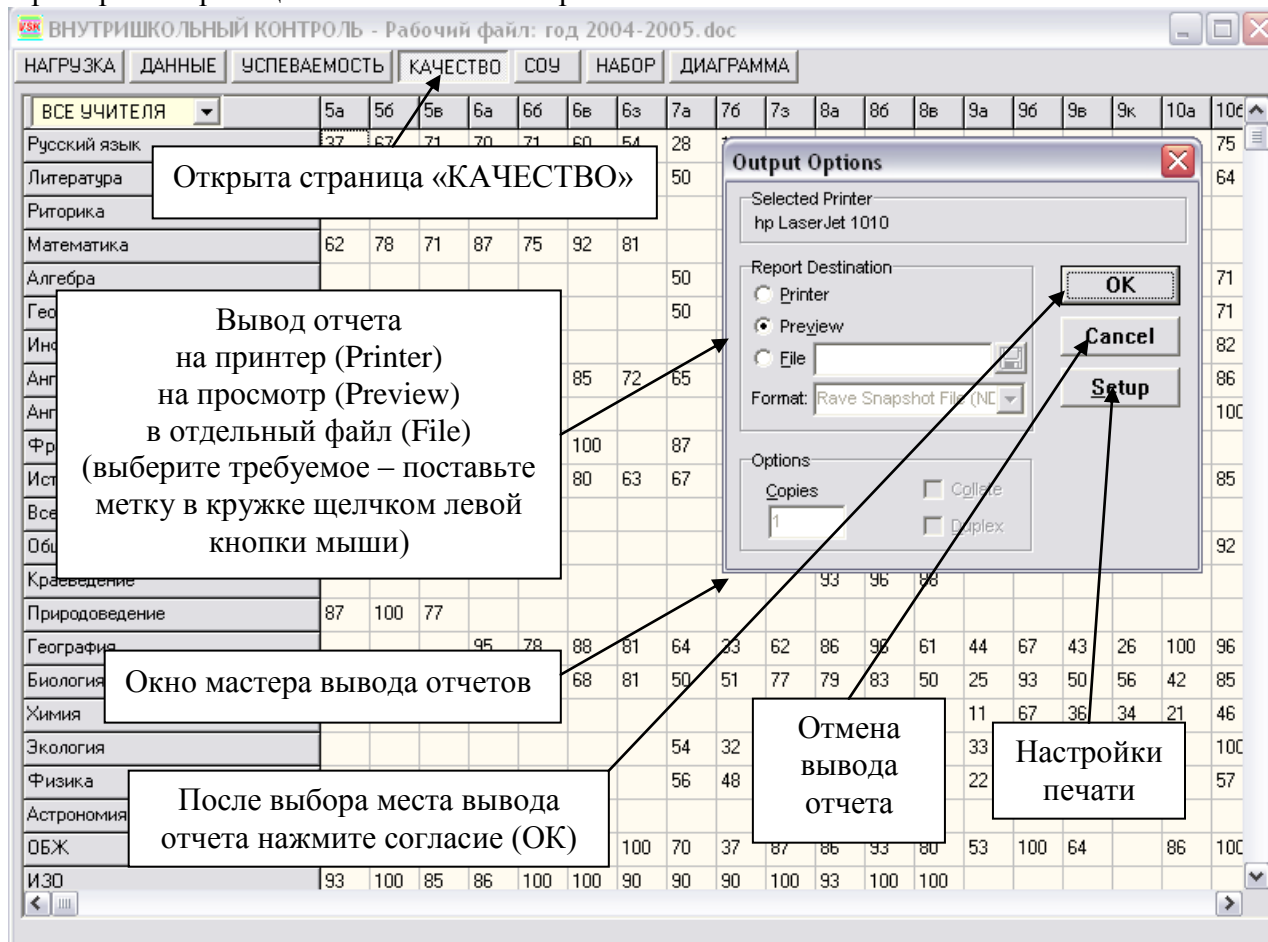 ВНУТРИШКОЛЬНЫЙ КОНТРОЛЬ - Рабочий файл: год 2004-2005.doc
НАГРУЗКА ДАННЫЕ УСПЕВАЕМОСТЬ КАЧЕСТВО СОУ НАБОР ДИАГРАММА
ВСЕ УЧИТЕЛЯ 5а 5б 5в 6а 6б 6в 6з 7а 7б 7з 8а 8б 8в 9а 9б 9в 9к 10а 10б
Русский язык 37 67 71 70 71 60 54 28 75
Литература 50 64
Риторика
Математика 62 78 71 87 75 92 81
Алгебра 50 71
Гео 50 71
82
Анг 85 72 65 86
Анг 100
Фр 100 87
Ист 80 63 67 85
Все
92
Краеведение 93 96 88
Природоведение 87 100 77
География 95 78 88 81 64 33 62 86 96 61 44 67 43 26 100 96
Биология 68 81 50 51 77 79 83 50 25 93 50 56 42 85
Химия 11 67 36 34 21 46
Экология 54 32 33 100
Физика 56 48 22 57
Астрономия
ОБЖ 100 70 37 87 86 93 80 53 100 64 86 100
ИЗО 93 100 85 86 100 100 90 90 90 100 93 100 100
Открыта страница «КАЧЕСТВО»
Вывод отчета
на принтер (Printer)
на просмотр (Preview)
в отдельный файл (File)
(выберите требуемое – поставьте
метку в кружке щелчком левой
кнопки мыши)
Окно мастера вывода отчетов
После выбора места вывода
отчета нажмите согласие (ОК)
Output Options
Selected Printer
hp LaserJet 1010
Report Destination
Printer
Preview
File
Format: Rave Snapshot File (ND
Options
Copies
1
Collate
Duplex
OK
Cancel
Setup
Отмена
вывода
отчета
Настройки
печати